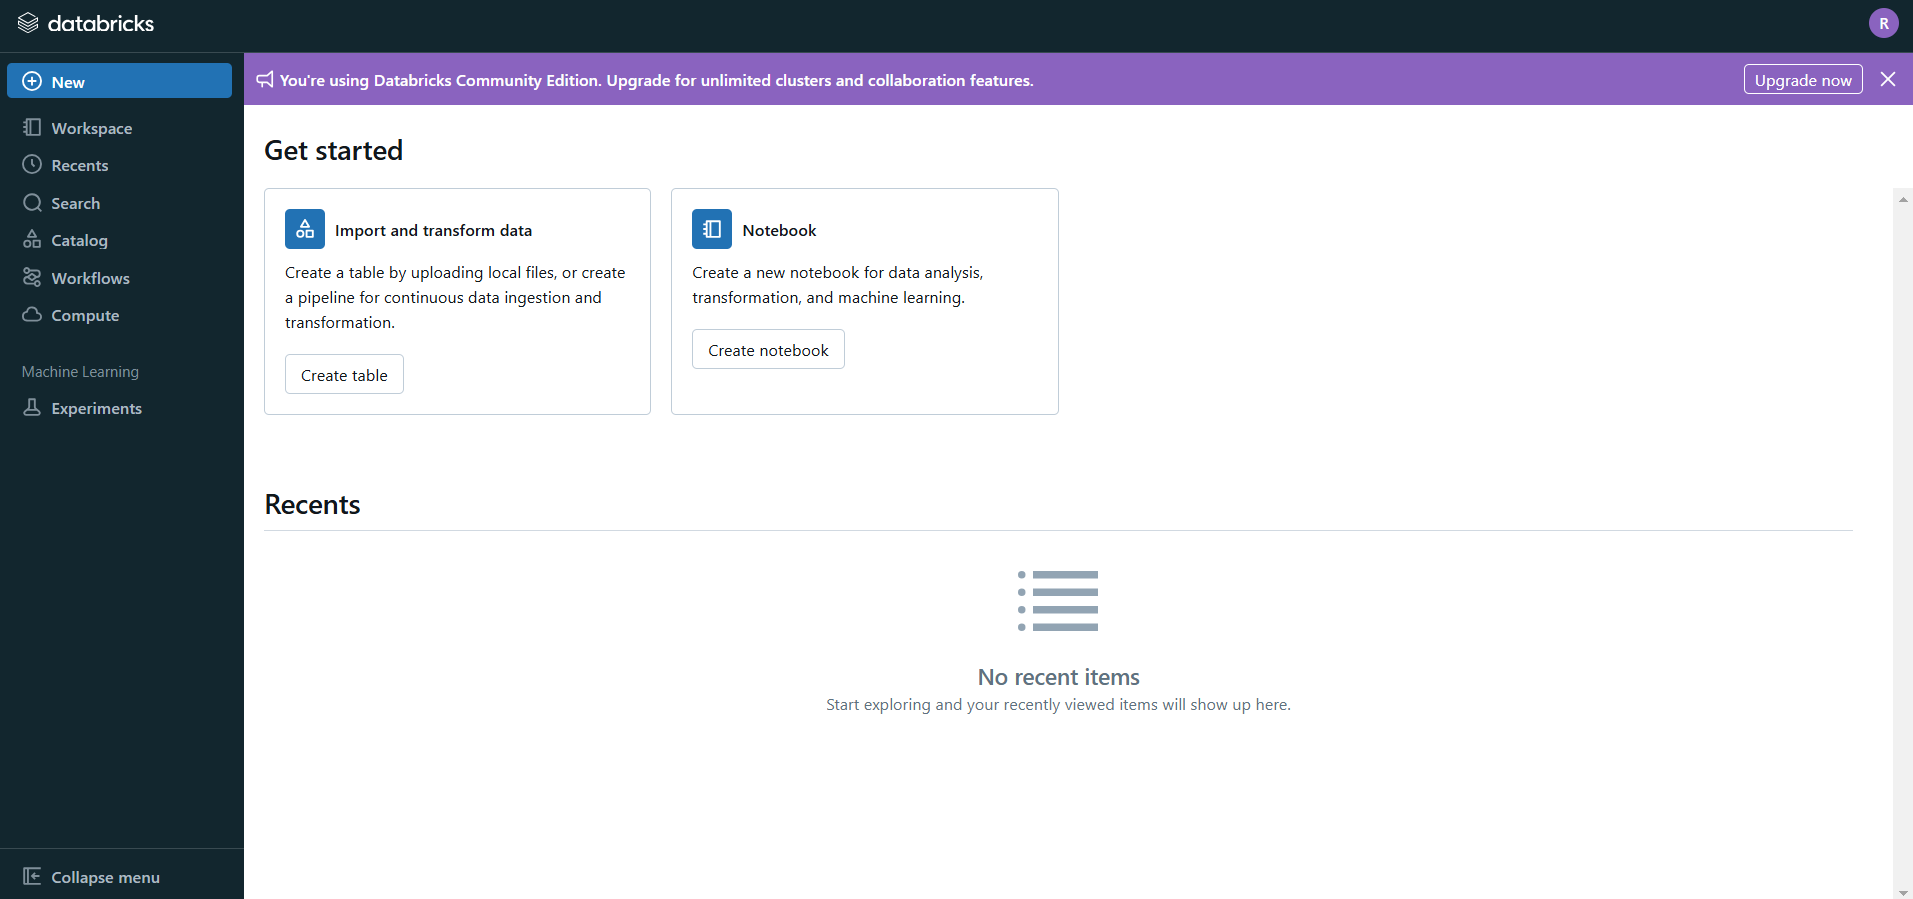 databricks
R
New
Workspace
Recents
Search
Catalog
Workflows
Compute
Machine Learning
Experiments
Collapse menu
You're using Databricks Community Edition. Upgrade for unlimited clusters and collaboration features.
Upgrade now
Get started
Import and transform data
Create a table by uploading local files, or create
a pipeline for continuous data ingestion and
transformation.
Create table
Notebook
Create a new notebook for data analysis,
transformation, and machine learning.
Create notebook
Recents
No recent items
Start exploring and your recently viewed items will show up here.